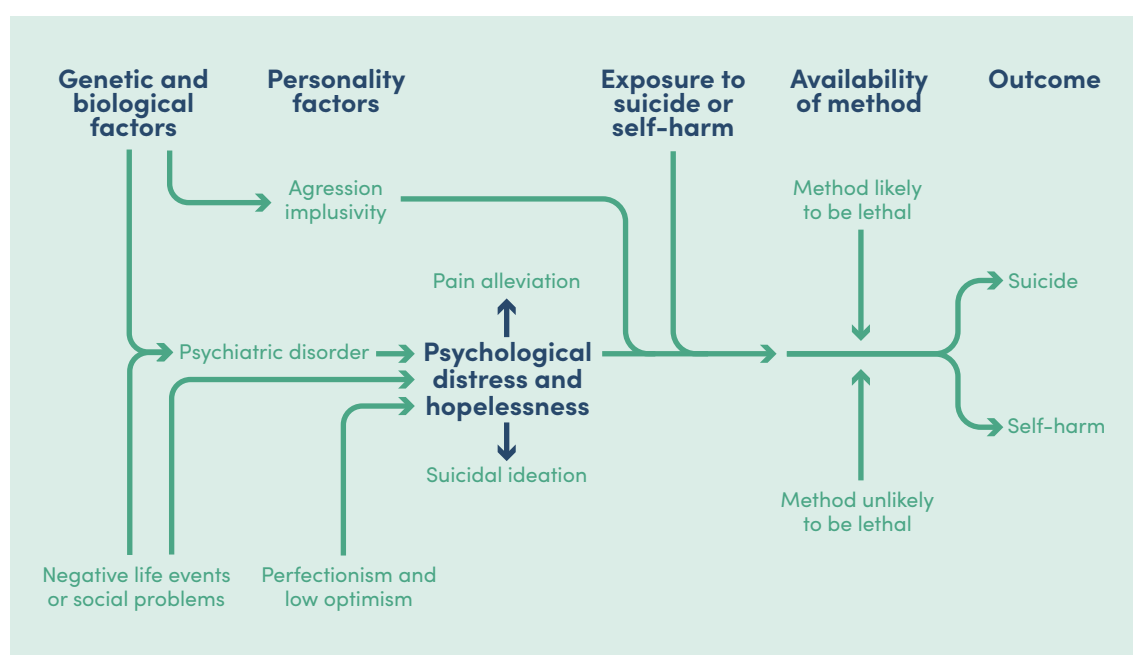 Genetic and
biological
factors
Personality
factors
Exposure to
suicide or
self-harm
Availability
of method
Outcome
Agression
implusivity
Method likely
to be lethal
Pain alleviation
Suicide
Psychiatric disorder
Psychological
distress and
hopelessness
Self-harm
Suicidal ideation
Method unlikely
to be lethal
Negative life events
or social problems
Perfectionism and
low optimism